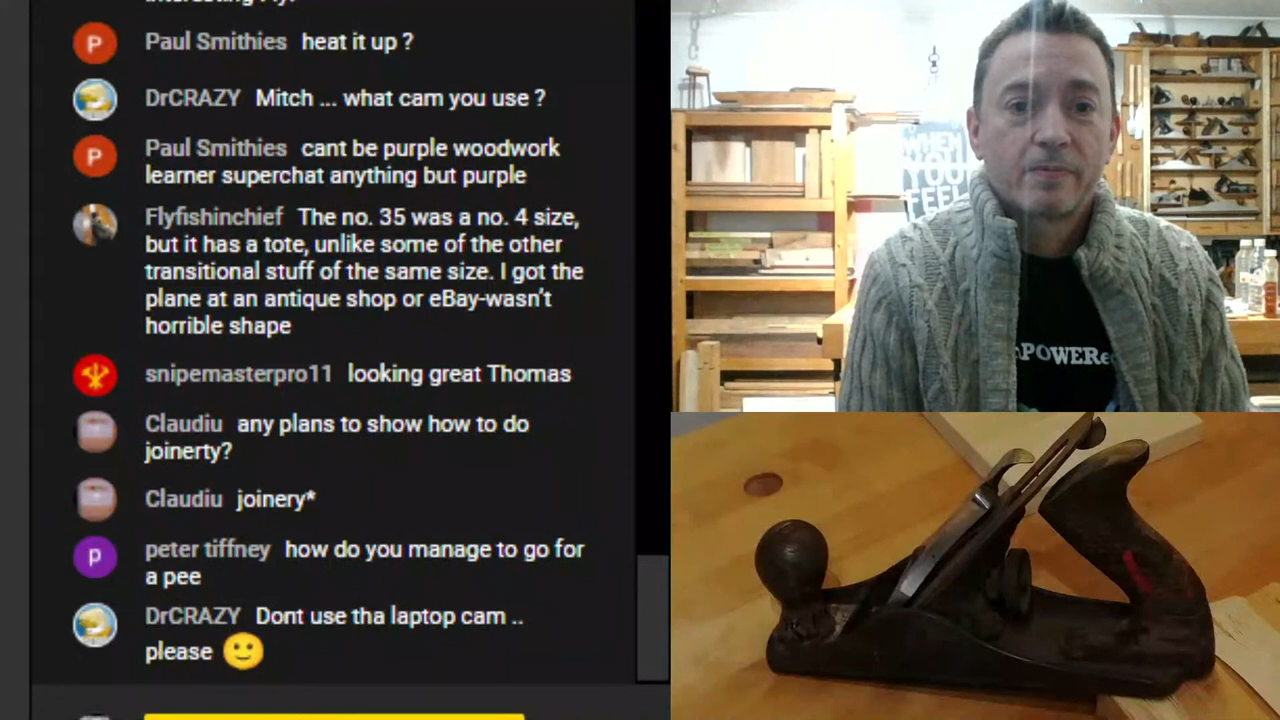 Paul Smithies heat it up ?
DrCRAZY Mitch ... what cam you use ?
Paul Smithies cant be purple woodwork
learner superchat anything but purple
Flyfishinchief The no. 35 was a no. 4 size,
but it has a tote, unlike some of the other
transitional stuff of the same size. I got the
plane at an antique shop or eBay-wasn't
horrible shape
snipemasterpro11 looking great Thomas
Claudiu any plans to show how to do
joinerty?
Claudiu joinery*
peter tiffney how do you manage to go for
a pee
DrCRAZY Dont use tha laptop cam ..
please
P
P
p
WHEN
YOU
FEEL